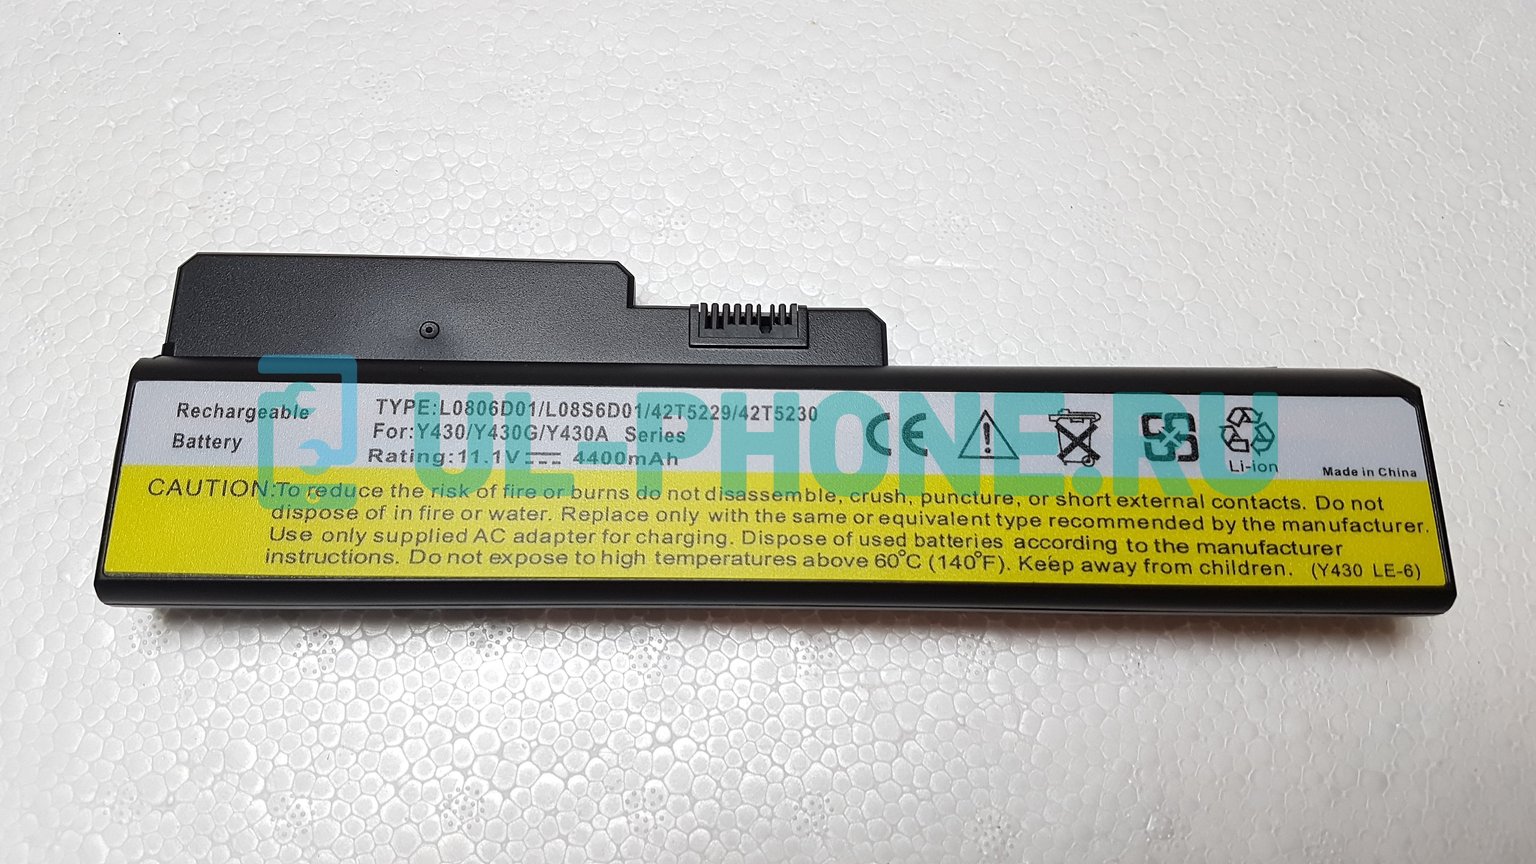 Rechargeable
Battery
TYPE:L0806D01/L08S6D01/42T5229/42T5230
For:Y430/Y430G/Y430A Series
Rating:11.1V 4400mAh
CE
Li-ion
Made in China
CAUTION:To reduce the risk of fire or burns do not disassemble, crush, puncture, or short external contacts. Do not
dispose of in fire or water. Replace only with the same or equivalent type recommended by the manufacturer.
Use only supplied AC adapter for charging. Dispose of used batteries according to the manufacturer
instructions. Do not expose to high temperatures above 60°C (140°F). Keep away from children. (Y430 LE-6)
UL-PHONE.RU